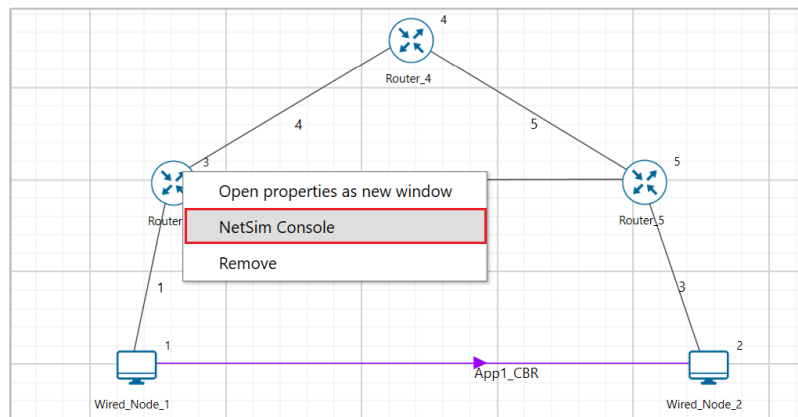 4
Router_4
4
5
3
5
Open properties as new window
Router
Router_5
NetSim Console
Remove
1
3
1
2
App1_CBR
Wired_Node_1
Wired_Node_2